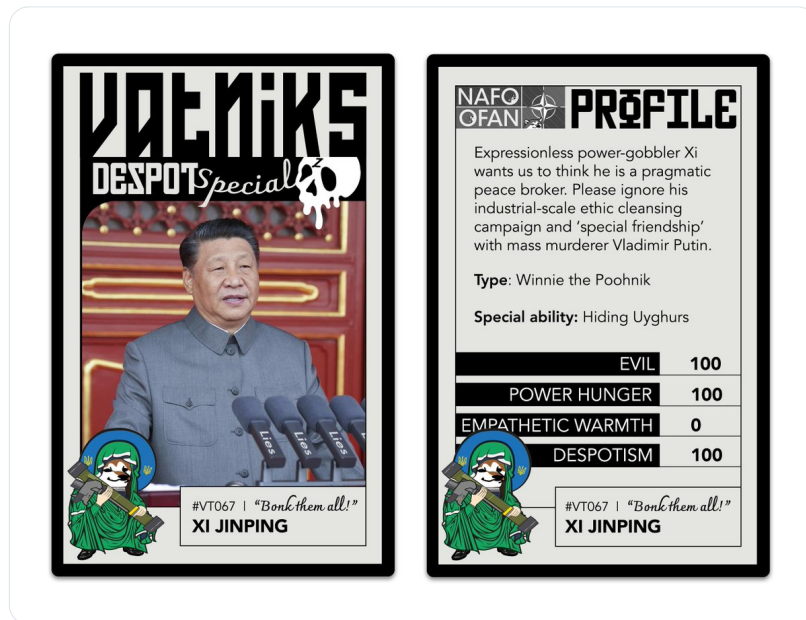 VATNIKS
DEZPOT Special
Z
Lies
Lies
Lies
Lies
#VT067 | “Bonk them all!”
XI JINPING
NAFO
OFAN
PROFILE
Expressionless power-gobbler Xi
wants us to think he is a pragmatic
peace broker. Please ignore his
industrial-scale ethic cleansing
campaign and ‘special friendship’
with mass murderer Vladimir Putin.
Type: Winnie the Poohnik
Special ability: Hiding Uyghurs
EVIL 100
POWER HUNGER 100
EMPATHETIC WARMTH 0
DESPOTISM 100
#VT067 | “Bonk them all!”
XI JINPING